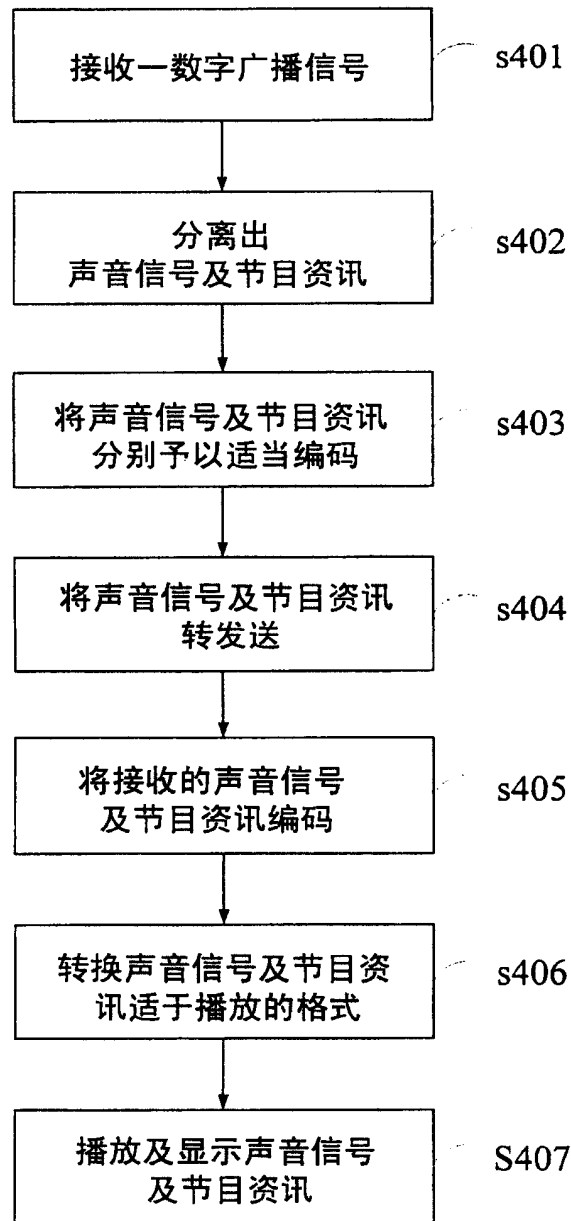 接收一数字广播信号
s401
分离出
声音信号及节目资讯
s402
将声音信号及节目资讯
分别予以适当编码
s403
将声音信号及节目资讯
转发送
s404
将接收的声音信号
及节目资讯编码
s405
转换声音信号及节目资
讯适于播放的格式
s406
播放及显示声音信号
及节目资讯
S407